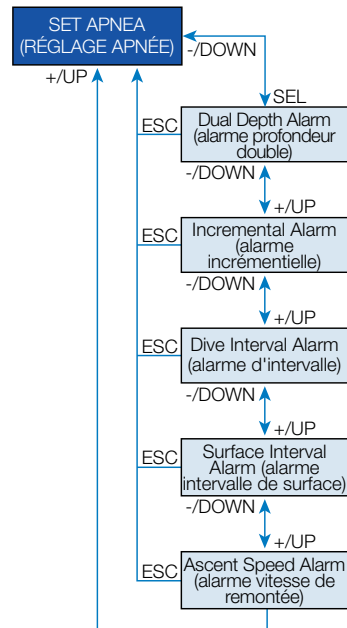 SET APNEA
(RÉGLAGE APNÉE)
-/DOWN
+/UP
SEL
ESC
Dual Depth Alarm
(alarme profondeur
double)
-/DOWN
+/UP
ESC
Incremental Alarm
(alarme
incrémentielle)
-/DOWN
+/UP
ESC
Dive Interval Alarm
(alarme d'intervalle)
-/DOWN
+/UP
ESC
Surface Interval
Alarm (alarme
intervalle de surface)
-/DOWN
+/UP
ESC
Ascent Speed Alarm
(alarme vitesse de
remontée)